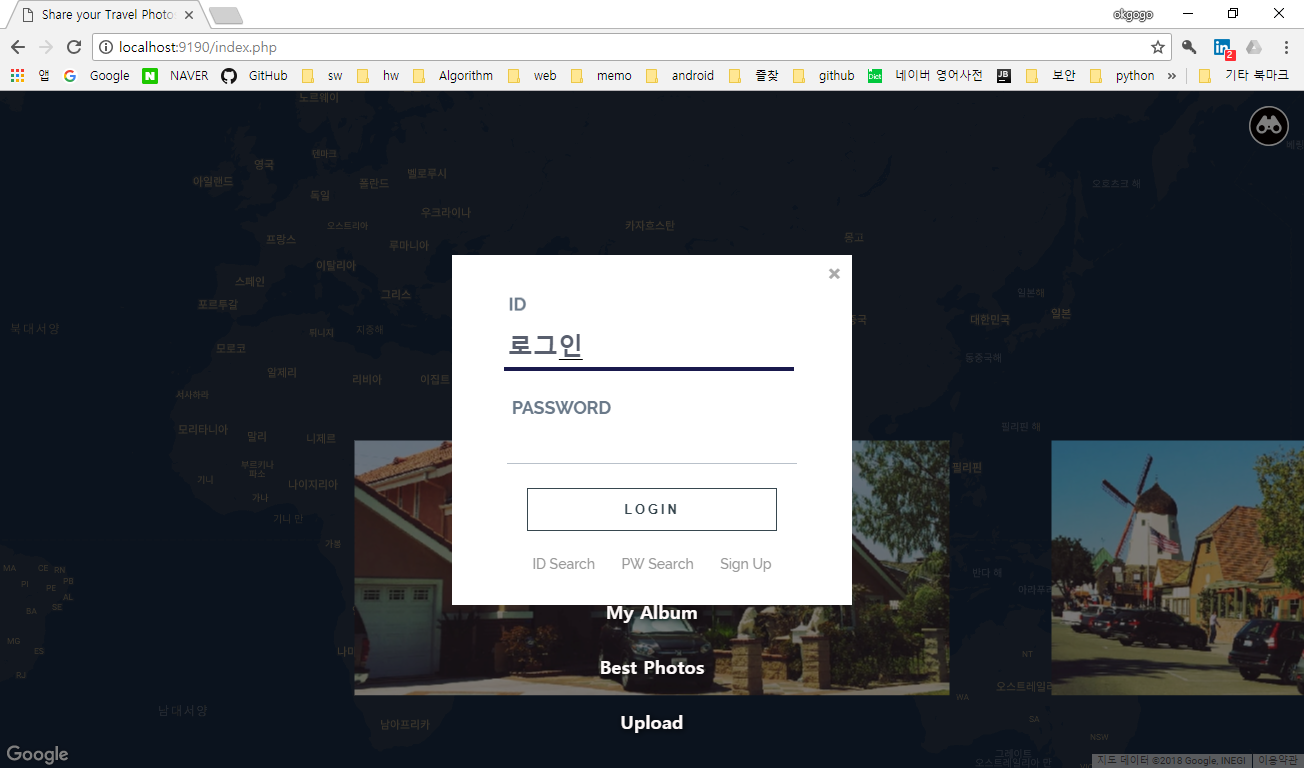 Share your Travel Photo
okgogo
localhost:9190/index.php
2
앱 Google NAVER GitHub sw hw Algorithm web memo android 즐찾 github Dict 네이버 영어사전 JB 보안 python » 기타 북마크
노르웨이
영국
덴마크
아일랜드
폴란드
벨로루시
독일
우크라이나
오스트리아
프랑스
루마니아
카자흐스탄
몽고
오호츠크 해
베링
이탈리아
스페인
포르투갈
그리스
북대서양
튀니지
지중해
모로코
알제리
리비아
이집트
서사하라
모리타니아
말리
니제르
부르키나
파소
기니
가나
나이지리아
기니 만
가봉
일본해
대한민국
일본
중국
동중국해
필리핀 해
필리핀
반다 해
아라푸라
ID
로그인
PASSWORD
LOGIN
ID Search PW Search Sign Up
My Album
Best Photos
Upload
MA
CE
RN
PI
PE
PB
AL
BA
SE
MG
ES
RJ
남대서양
남아프리카
NT
WA
오스트레일리
SA
NSW
그레이트
오스트레일리아 만
Google
지도 데이터 ©2018 Google, INEGI 이용약관